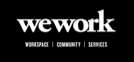 wework
WORKSPACE | COMMUNITY | SERVICES